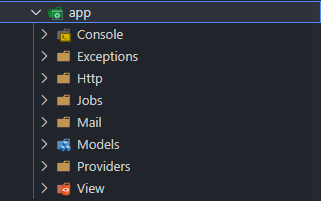 app
Console
Exceptions
Http
Jobs
Mail
Models
Providers
View